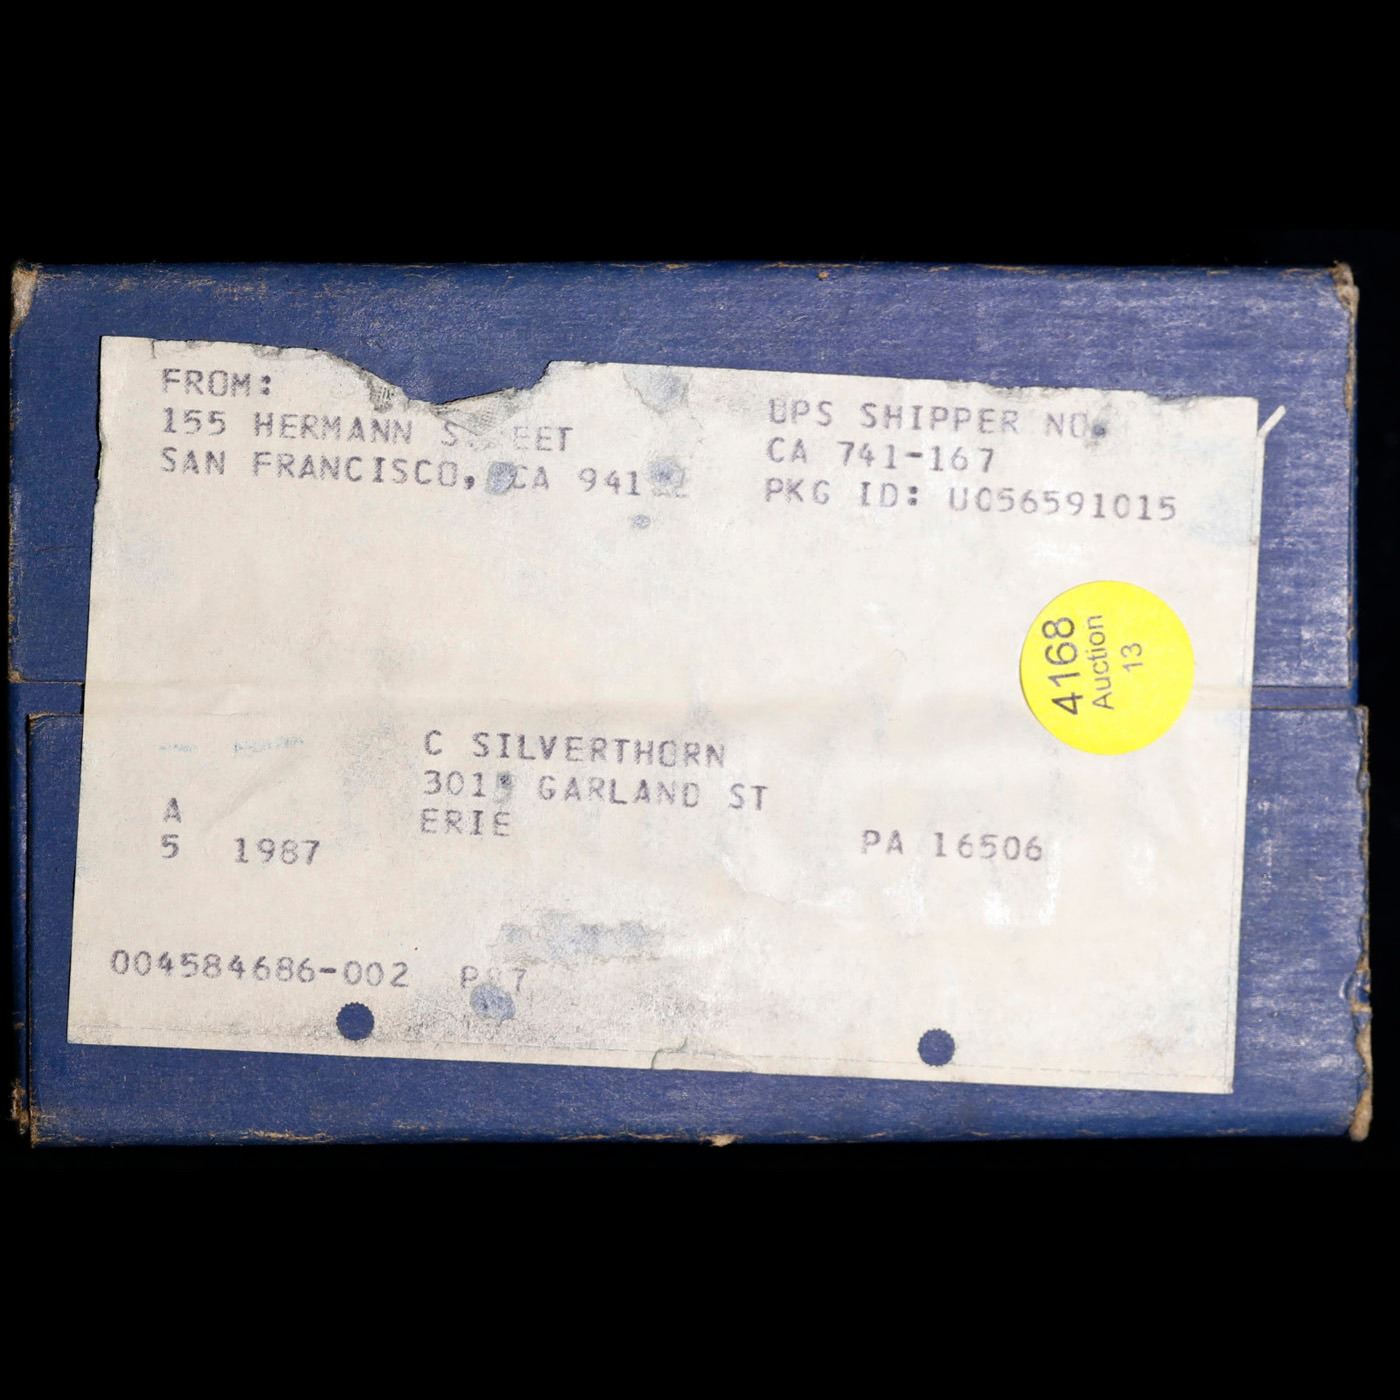 FROM:
155 HERMANN
SAN FRANCISCO, CA
UPS SHIPPER NO.
CA 741-167
PKG ID: U056591015
4168
Auction
13
C SILVERTHORN
GARLAND ST
ERIE
PA 16506
A
5 1987
004584686-002